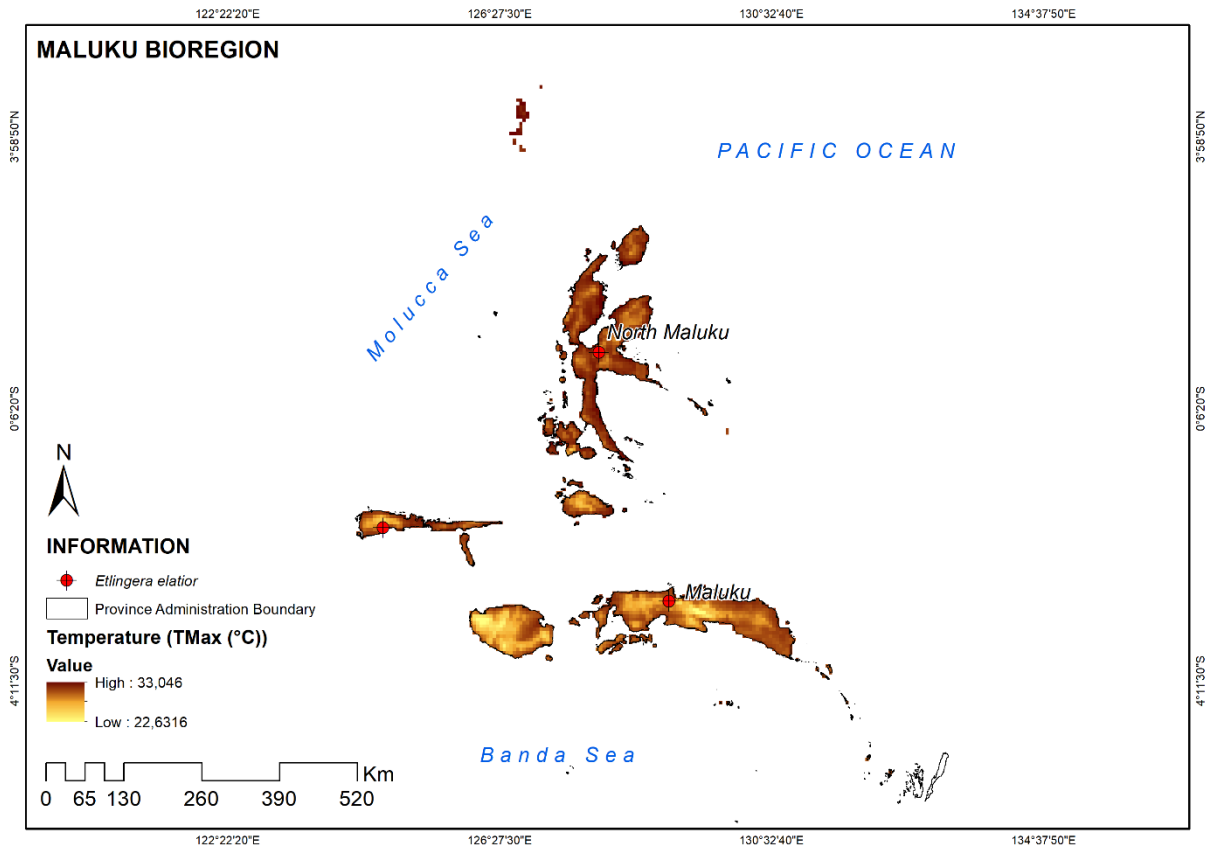 122°22'20"E 126°27'30"E 130°32'40"E 134°37'50"E
MALUKU BIOREGION
3°58'50"N
3°58'50"N
PACIFIC OCEAN
Molucca Sea
North Maluku
0°6'20"S
0°6'20"S
N
INFORMATION
Etlingera elatior
Maluku
Province Administration Boundary
Temperature (TMax (°C))
Value
High : 33,046
Low : 22,6316
4°11'30"S
4°11'30"S
Banda Sea
Km
0 65 130 260 390 520
122°22'20"E 126°27'30"E 130°32'40"E 134°37'50"E